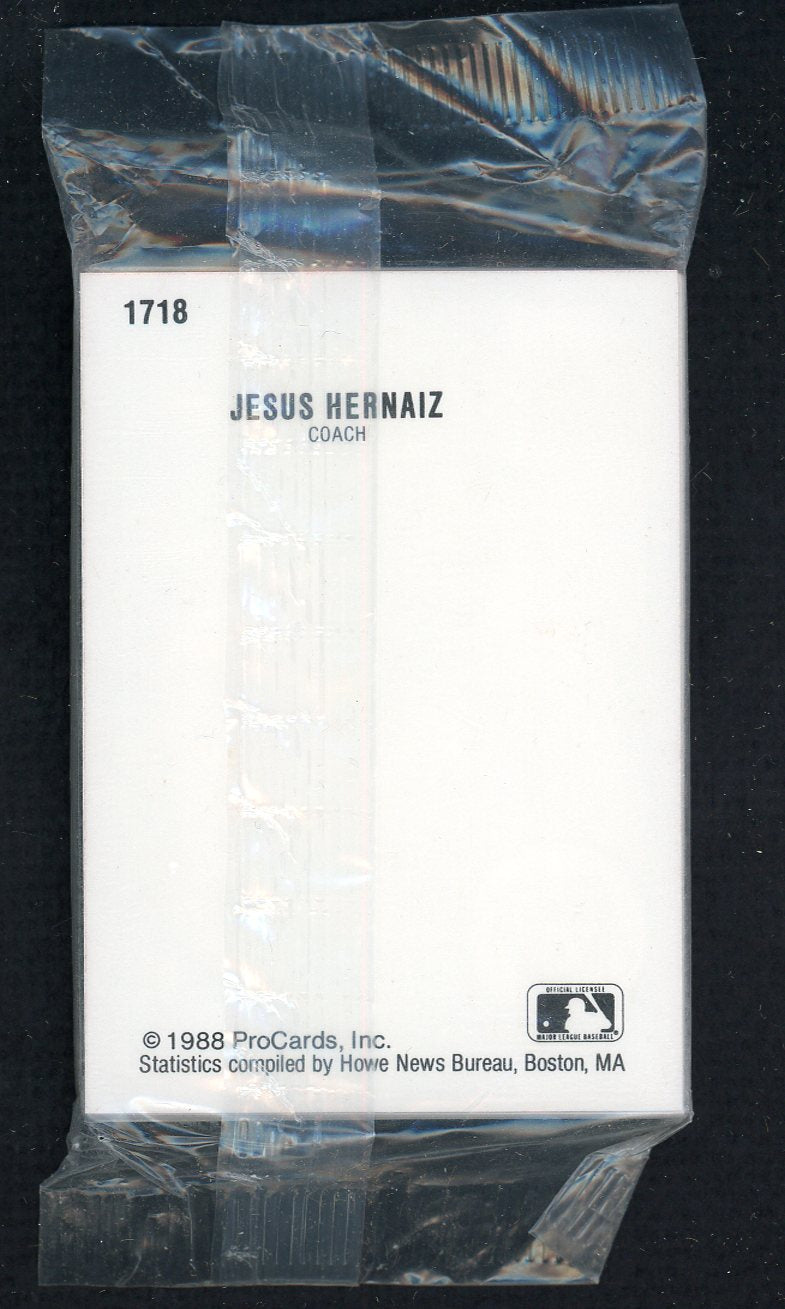 1718
JESUS HERNAIZ
COACH
OFFICIAL LICENSEE
MAJOR LEAGUE BASEBALL®
© 1988 ProCards, Inc.
Statistics compiled by Howe News Bureau, Boston, MA